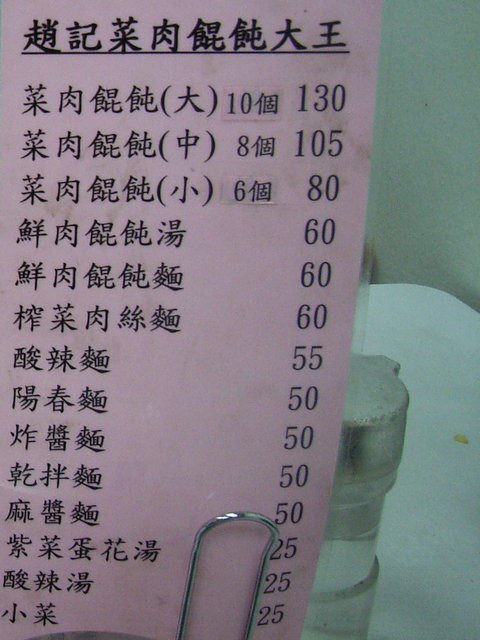 趙記菜肉餛飩大王
菜肉餛飩(大) 10個 130
菜肉餛飩(中) 8個 105
菜肉餛飩(小) 6個 80
鮮肉餛飩湯 60
鮮肉餛飩麵 60
榨菜肉絲麵 60
酸辣麵 55
陽春麵 50
炸醬麵 50
乾拌麵 50
麻醬麵 50
紫菜蛋花湯 25
酸辣湯 25
小菜 25